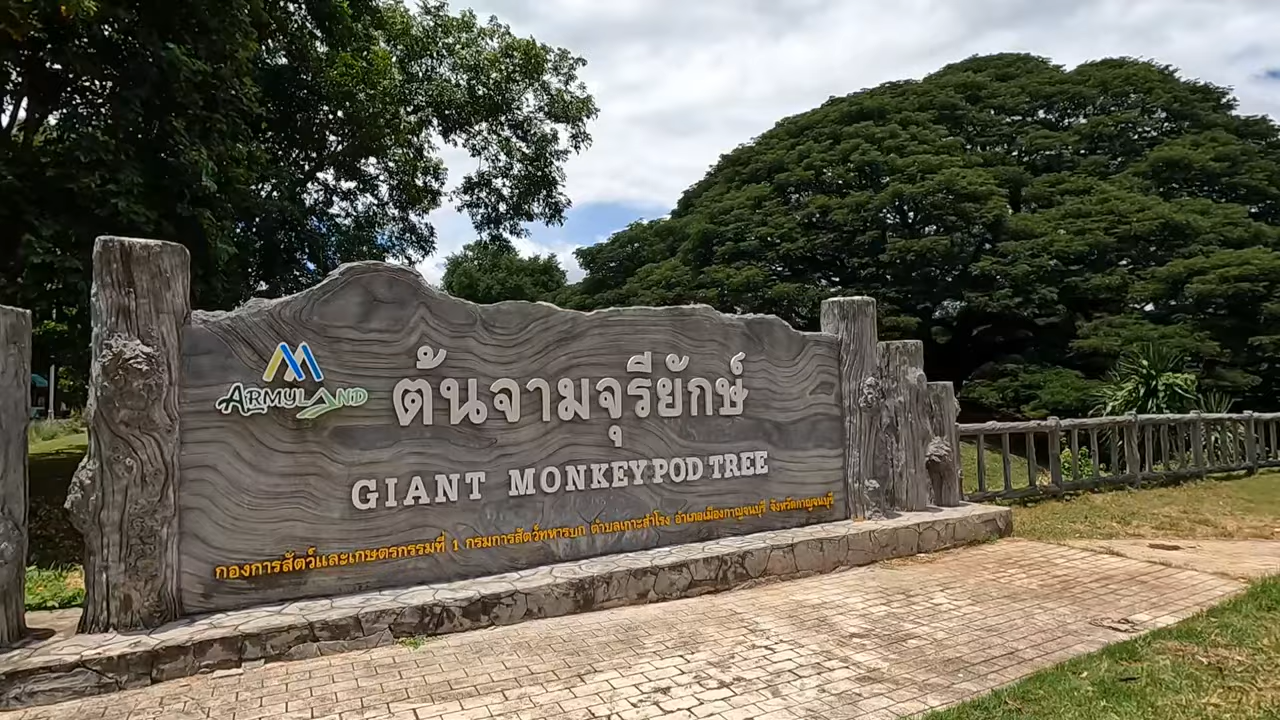 ARMYLAND
ต้นจามจุรียักษ์
GIANT MONKEYPOD TREE
กองการสัตว์และเกษตรกรรมที่ 1 กรมการสัตว์ทหารบก ตำบลเกาะสำโรง อำเภอเมืองกาญจนบุรี จังหวัดกาญจนบุรี